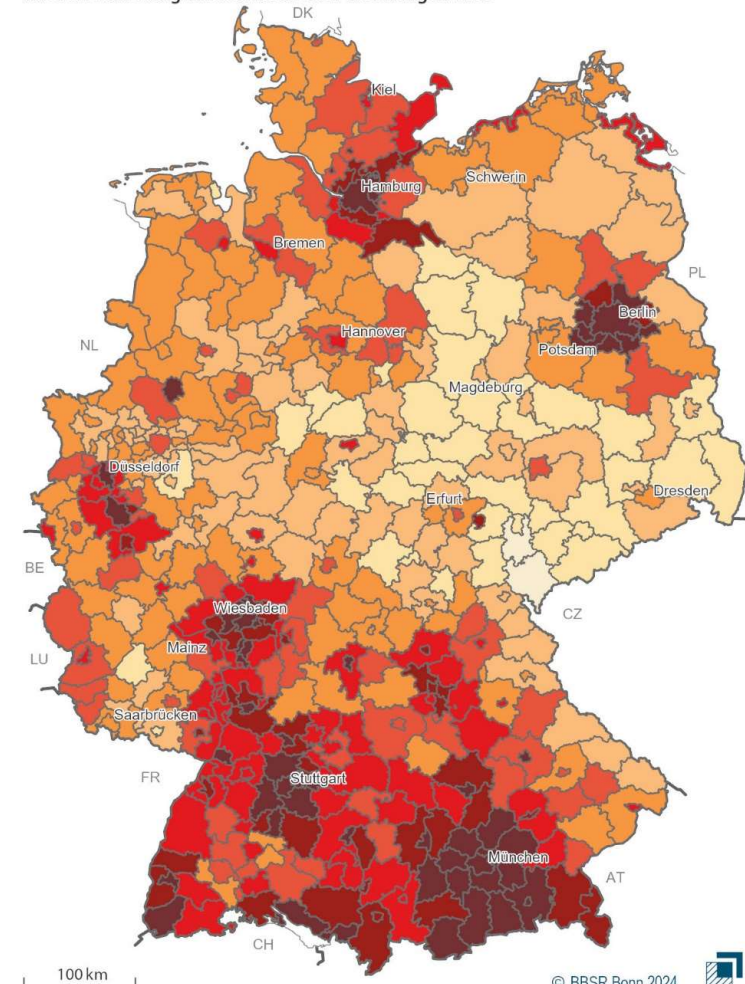 DK
Kiel
Hamburg
Schwerin
Bremen
PL
Berlin
NL
Hannover
Potsdam
Magdeburg
Düsseldorf
Erfurt
Dresden
BE
Wiesbaden
CZ
LU
Mainz
Saarbrücken
FR
Stuttgart
München
AT
CH
100 km
© BBSR Bonn 2024